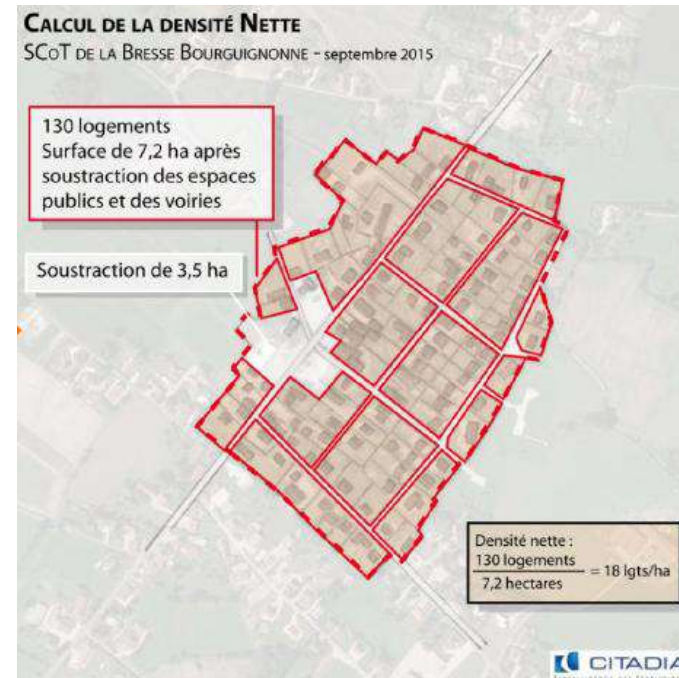 CALCUL DE LA DENSITÉ NETTE
SCOT DE LA BRESSE BOURGUIGNONNE - septembre 2015
130 logements
Surface de 7,2 ha après
soustraction des espaces
publics et des voiries
Soustraction de 3,5 ha
Densité nette :
130 logements
7,2 hectares
= 18 lgts/ha
CITADIA